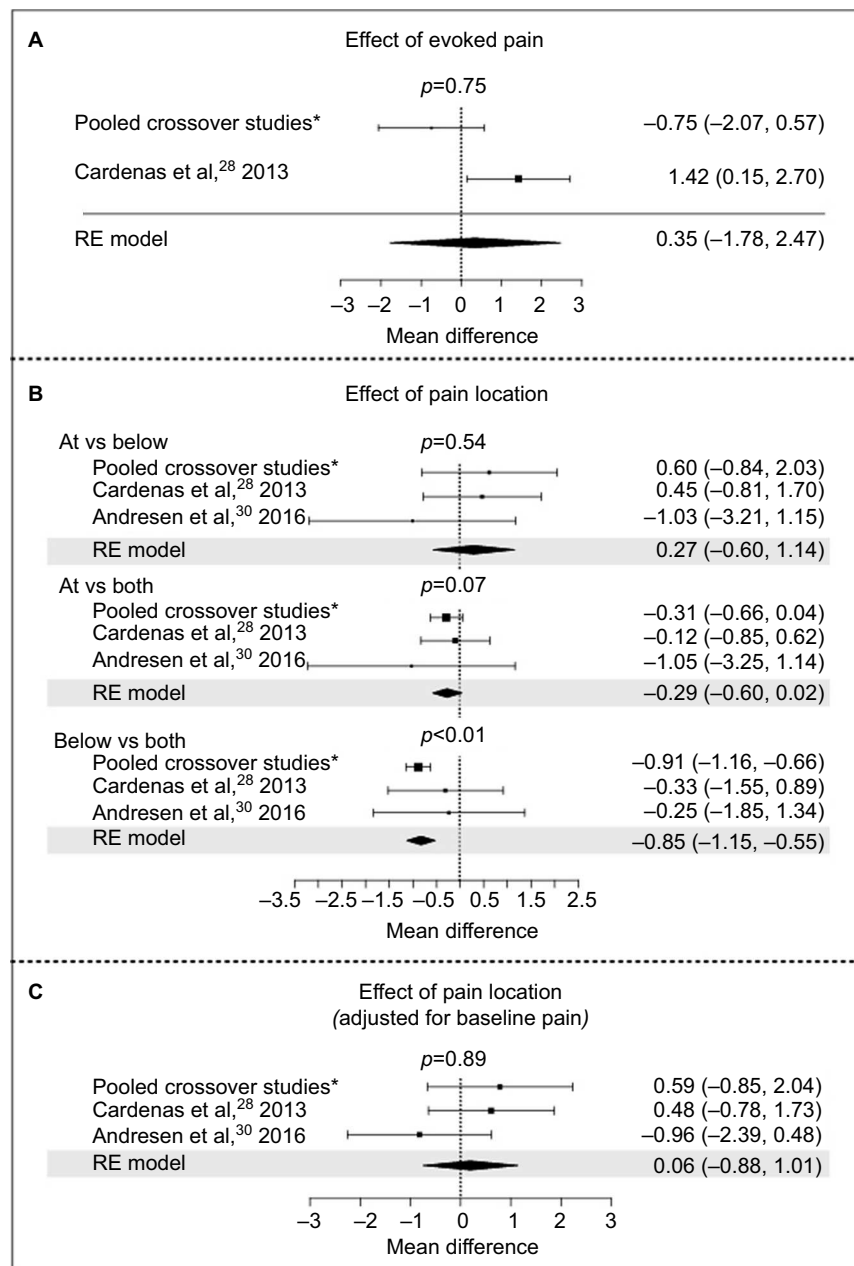 A Effect of evoked pain
p=0.75
Pooled crossover studies* –0.75 (–2.07, 0.57)
Cardenas et al,28 2013 1.42 (0.15, 2.70)
RE model 0.35 (–1.78, 2.47)
–3 –2 –1 0 1 2 3
Mean difference
B Effect of pain location
At vs below p=0.54
Pooled crossover studies* 0.60 (–0.84, 2.03)
Cardenas et al,28 2013 0.45 (–0.81, 1.70)
Andresen et al,30 2016 –1.03 (–3.21, 1.15)
RE model 0.27 (–0.60, 1.14)
At vs both p=0.07
Pooled crossover studies* –0.31 (–0.66, 0.04)
Cardenas et al,28 2013 –0.12 (–0.85, 0.62)
Andresen et al,30 2016 –1.05 (–3.25, 1.14)
RE model –0.29 (–0.60, 0.02)
Below vs both p<0.01
Pooled crossover studies* –0.91 (–1.16, –0.66)
Cardenas et al,28 2013 –0.33 (–1.55, 0.89)
Andresen et al,30 2016 –0.25 (–1.85, 1.34)
RE model –0.85 (–1.15, –0.55)
–3.5 –2.5 –1.5 –0.5 0.5 1.5 2.5
Mean difference
C Effect of pain location
(adjusted for baseline pain)
p=0.89
Pooled crossover studies* 0.59 (–0.85, 2.04)
Cardenas et al,28 2013 0.48 (–0.78, 1.73)
Andresen et al,30 2016 –0.96 (–2.39, 0.48)
RE model 0.06 (–0.88, 1.01)
–3 –2 –1 0 1 2 3
Mean difference